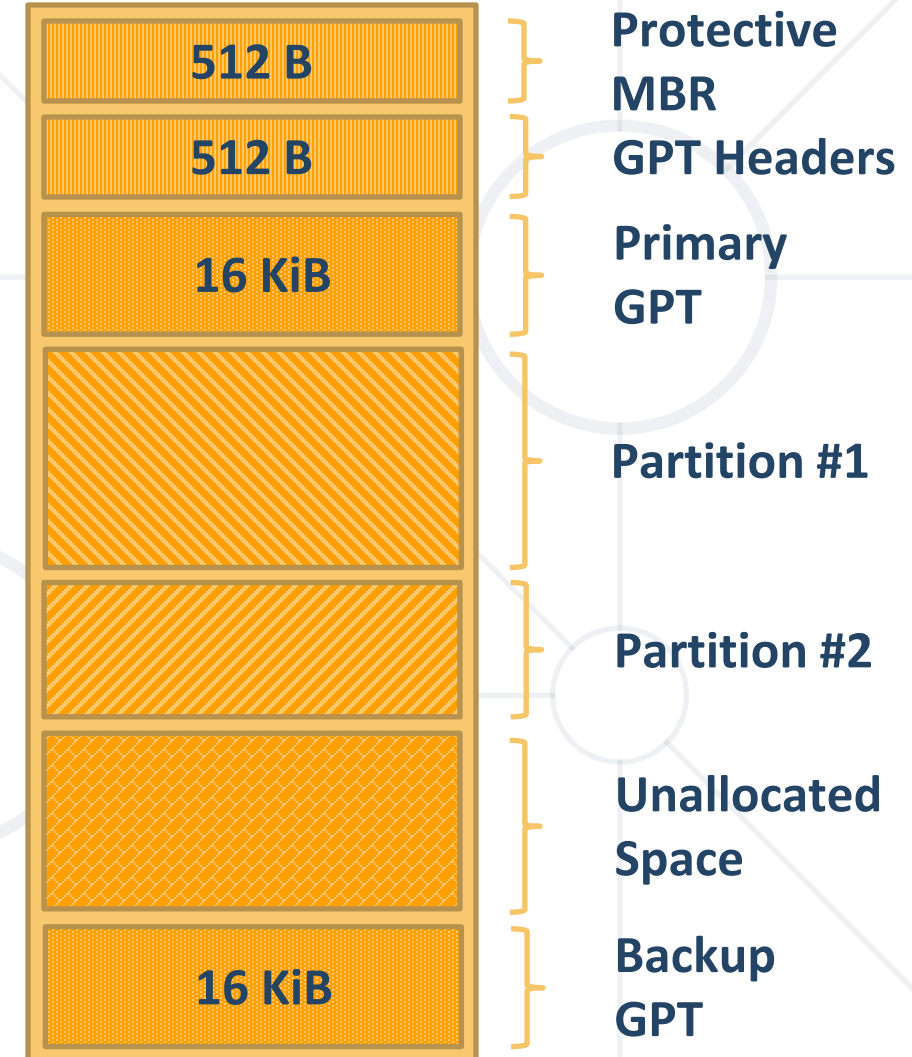 512 B
Protective
MBR
512 B
GPT Headers
16 KiB
Primary
GPT
Partition #1
Partition #2
Unallocated
Space
16 KiB
Backup
GPT